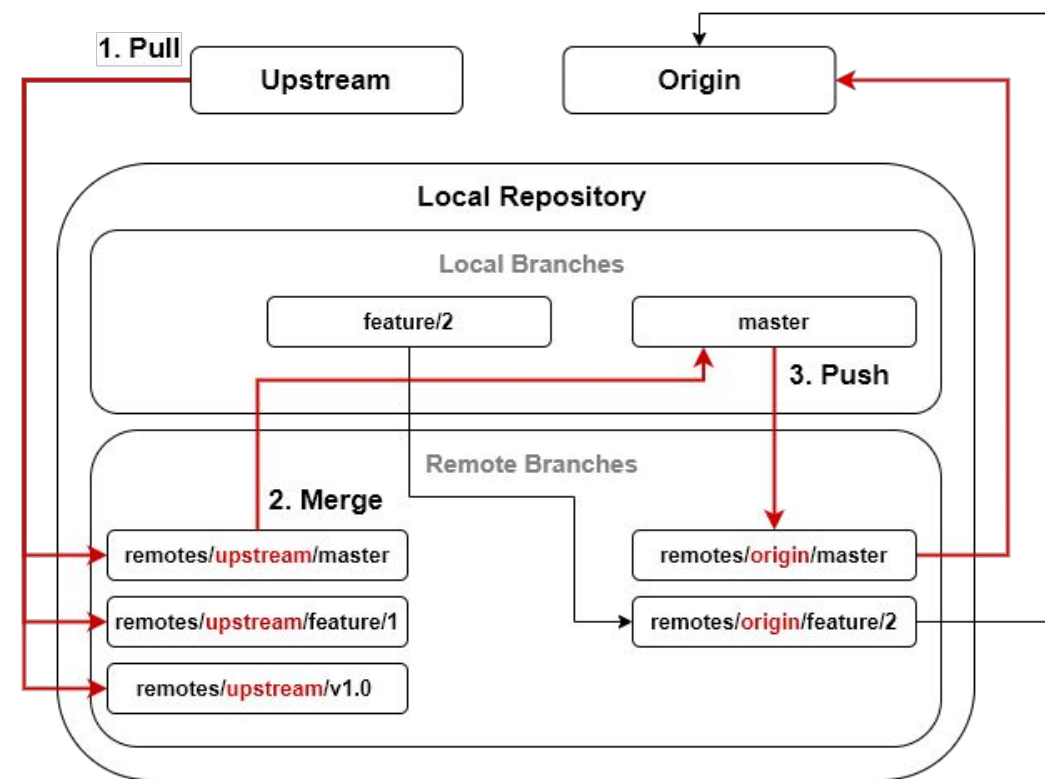 1. Pull
Upstream
Origin
Local Repository
Local Branches
feature/2
master
3. Push
Remote Branches
2. Merge
remotes/upstream/master
remotes/origin/master
remotes/upstream/feature/1
remotes/origin/feature/2
remotes/upstream/v1.0